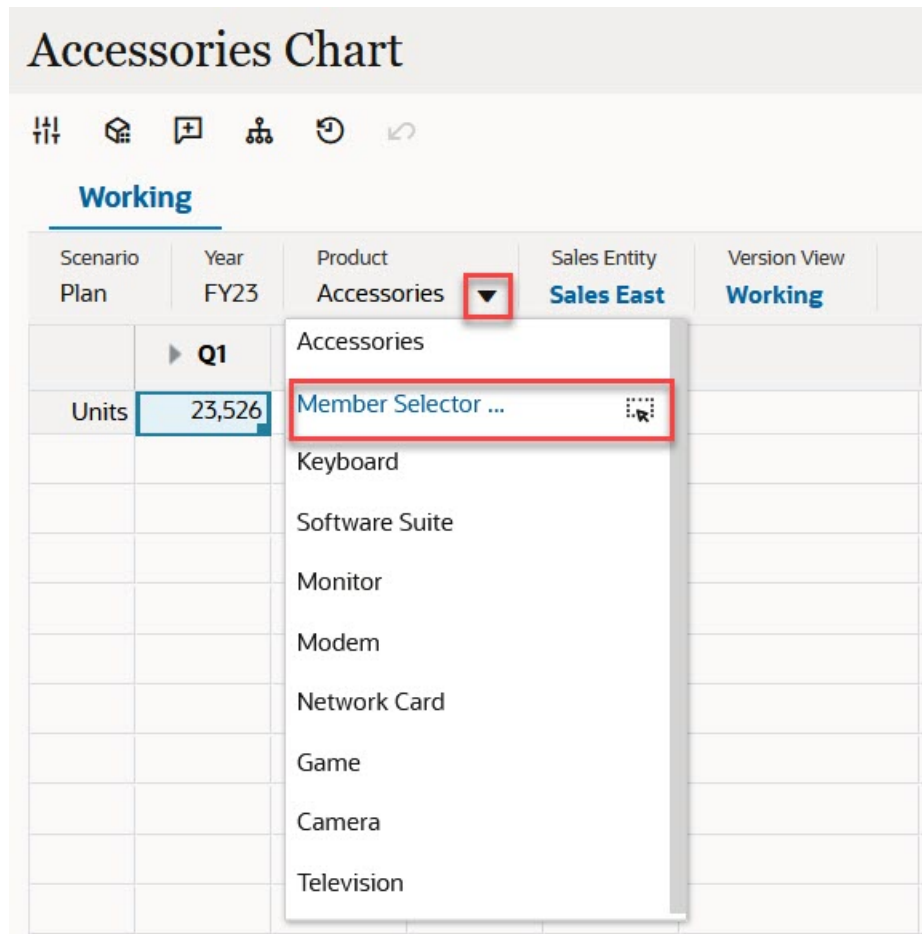 Accessories Chart
Working
Scenario Year Product Sales Entity Version View
Plan FY23 Accessories Sales East Working
Q1
Accessories
Units 23,526
Member Selector ...
Keyboard
Software Suite
Monitor
Modem
Network Card
Game
Camera
Television